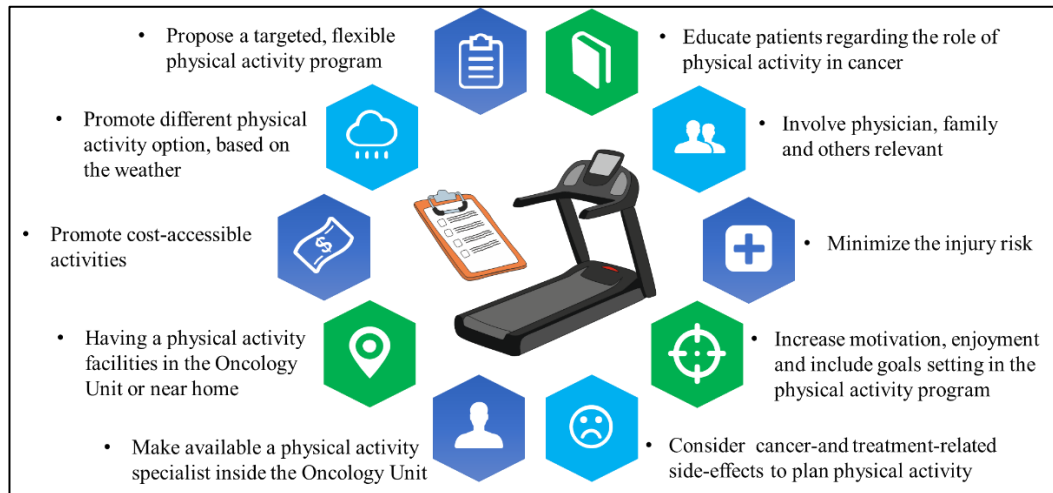 • Propose a targeted, flexible
physical activity program
• Educate patients regarding the role of
physical activity in cancer
• Promote different physical
activity option, based on
the weather
• Involve physician, family
and others relevant
• Promote cost-accessible
activities
$
• Minimize the injury risk
• Having a physical activity
facilities in the Oncology
Unit or near home
• Increase motivation, enjoyment
and include goals setting in the
physical activity program
• Make available a physical activity
specialist inside the Oncology Unit
• Consider cancer-and treatment-related
side-effects to plan physical activity